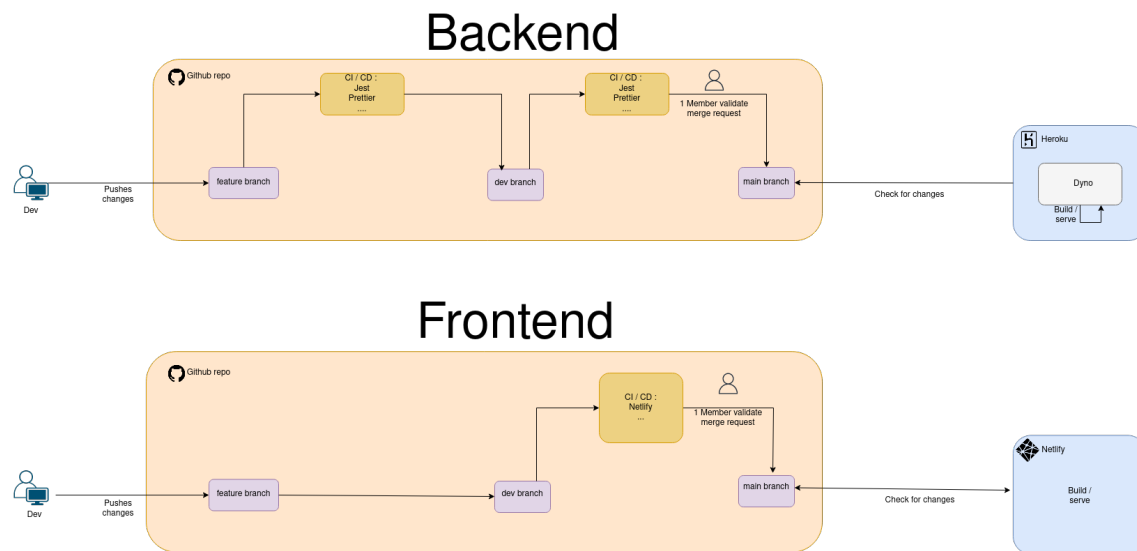 Backend
Github repo
CI / CD :
Jest
Prettier
....
CI / CD :
Jest
Prettier
....
1 Member validate
merge request
Heroku
Dyno
Build /
serve
feature branch
dev branch
main branch
Pushes
changes
Dev
Check for changes
Frontend
Github repo
CI / CD :
Netlify
...
1 Member validate
merge request
Netlify
Build /
serve
feature branch
dev branch
main branch
Pushes
changes
Dev
Check for changes